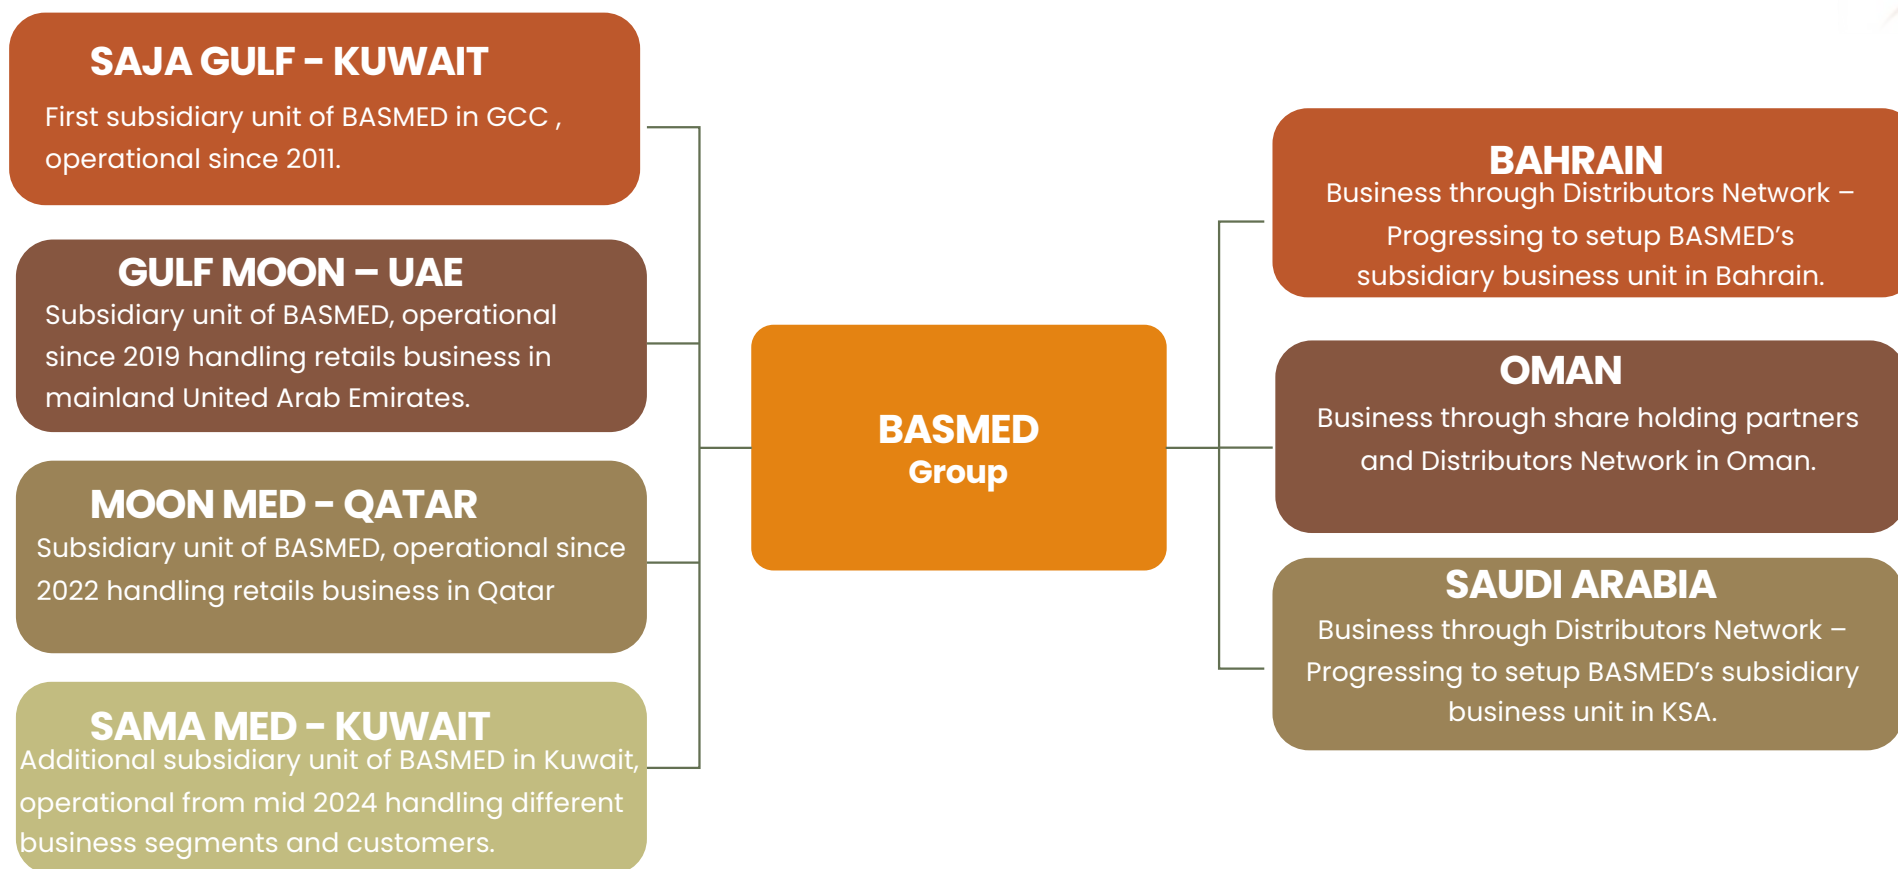 SAJA GULF - KUWAIT
First subsidiary unit of BASMED in GCC ,
operational since 2011.
GULF MOON – UAE
Subsidiary unit of BASMED, operational
since 2019 handling retails business in
mainland United Arab Emirates.
MOON MED - QATAR
Subsidiary unit of BASMED, operational since
2022 handling retails business in Qatar
SAMA MED - KUWAIT
Additional subsidiary unit of BASMED in Kuwait,
operational from mid 2024 handling different
business segments and customers.
BASMED
Group
BAHRAIN
Business through Distributors Network –
Progressing to setup BASMED’s
subsidiary business unit in Bahrain.
OMAN
Business through share holding partners
and Distributors Network in Oman.
SAUDI ARABIA
Business through Distributors Network –
Progressing to setup BASMED’s subsidiary
business unit in KSA.